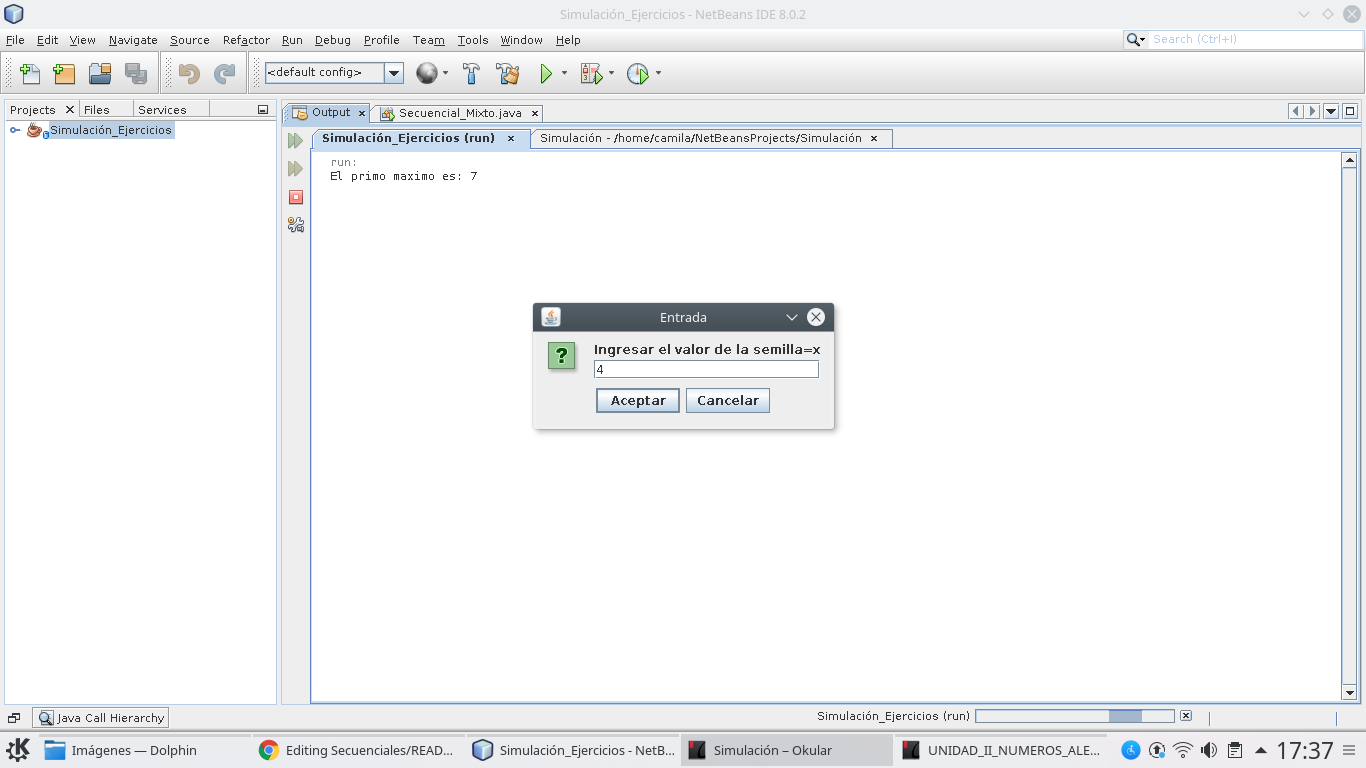 Simulación_Ejercicios - NetBeans IDE 8.0.2
File Edit View Navigate Source Refactor Run Debug Profile Team Tools Window Help
Search (Ctrl+I)
<default config>
Projects Files Services
Output Secuencial_Mixto.java
Simulación_Ejercicios
Simulación_Ejercicios (run) Simulación - /home/camila/NetBeansProjects/Simulación
run:
El primo maximo es: 7
Entrada
?
Ingresar el valor de la semilla=x
4
Aceptar Cancelar
Java Call Hierarchy
Simulación_Ejercicios (run)
Imágenes — Dolphin
Editing Secuenciales/READ...
Simulación_Ejercicios - NetB...
Simulación – Okular
UNIDAD_II_NUMEROS_ALE...
17:37